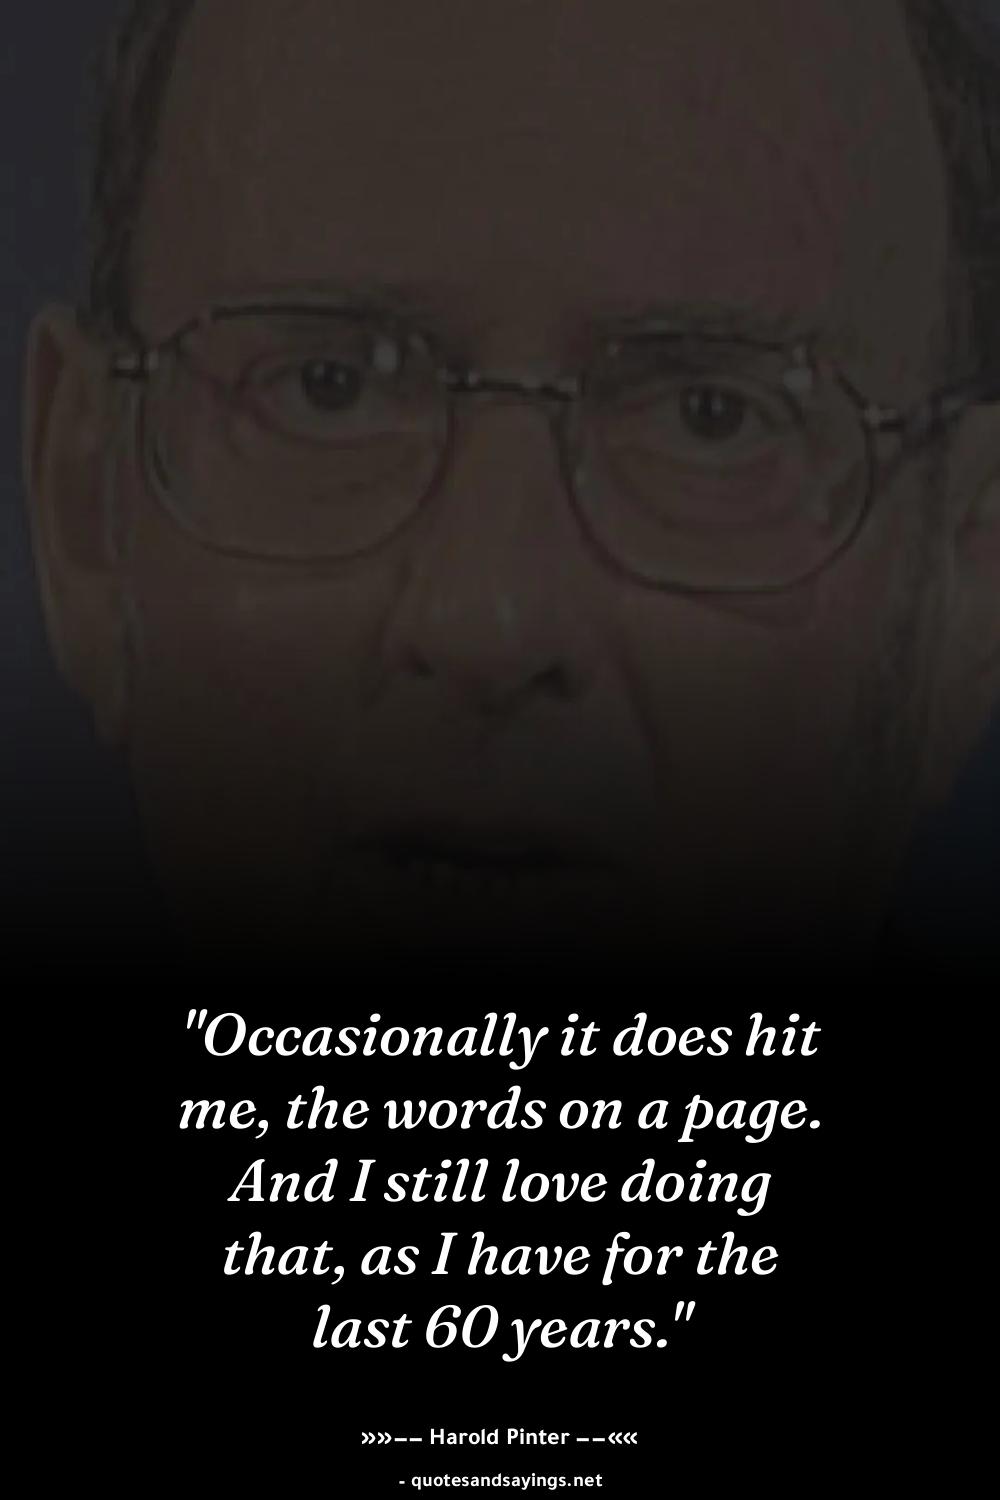 "Occasionally it does hit
me, the words on a page.
And I still love doing
that, as I have for the
last 60 years."
»»–– Harold Pinter ––««
- quotesandsayings.net